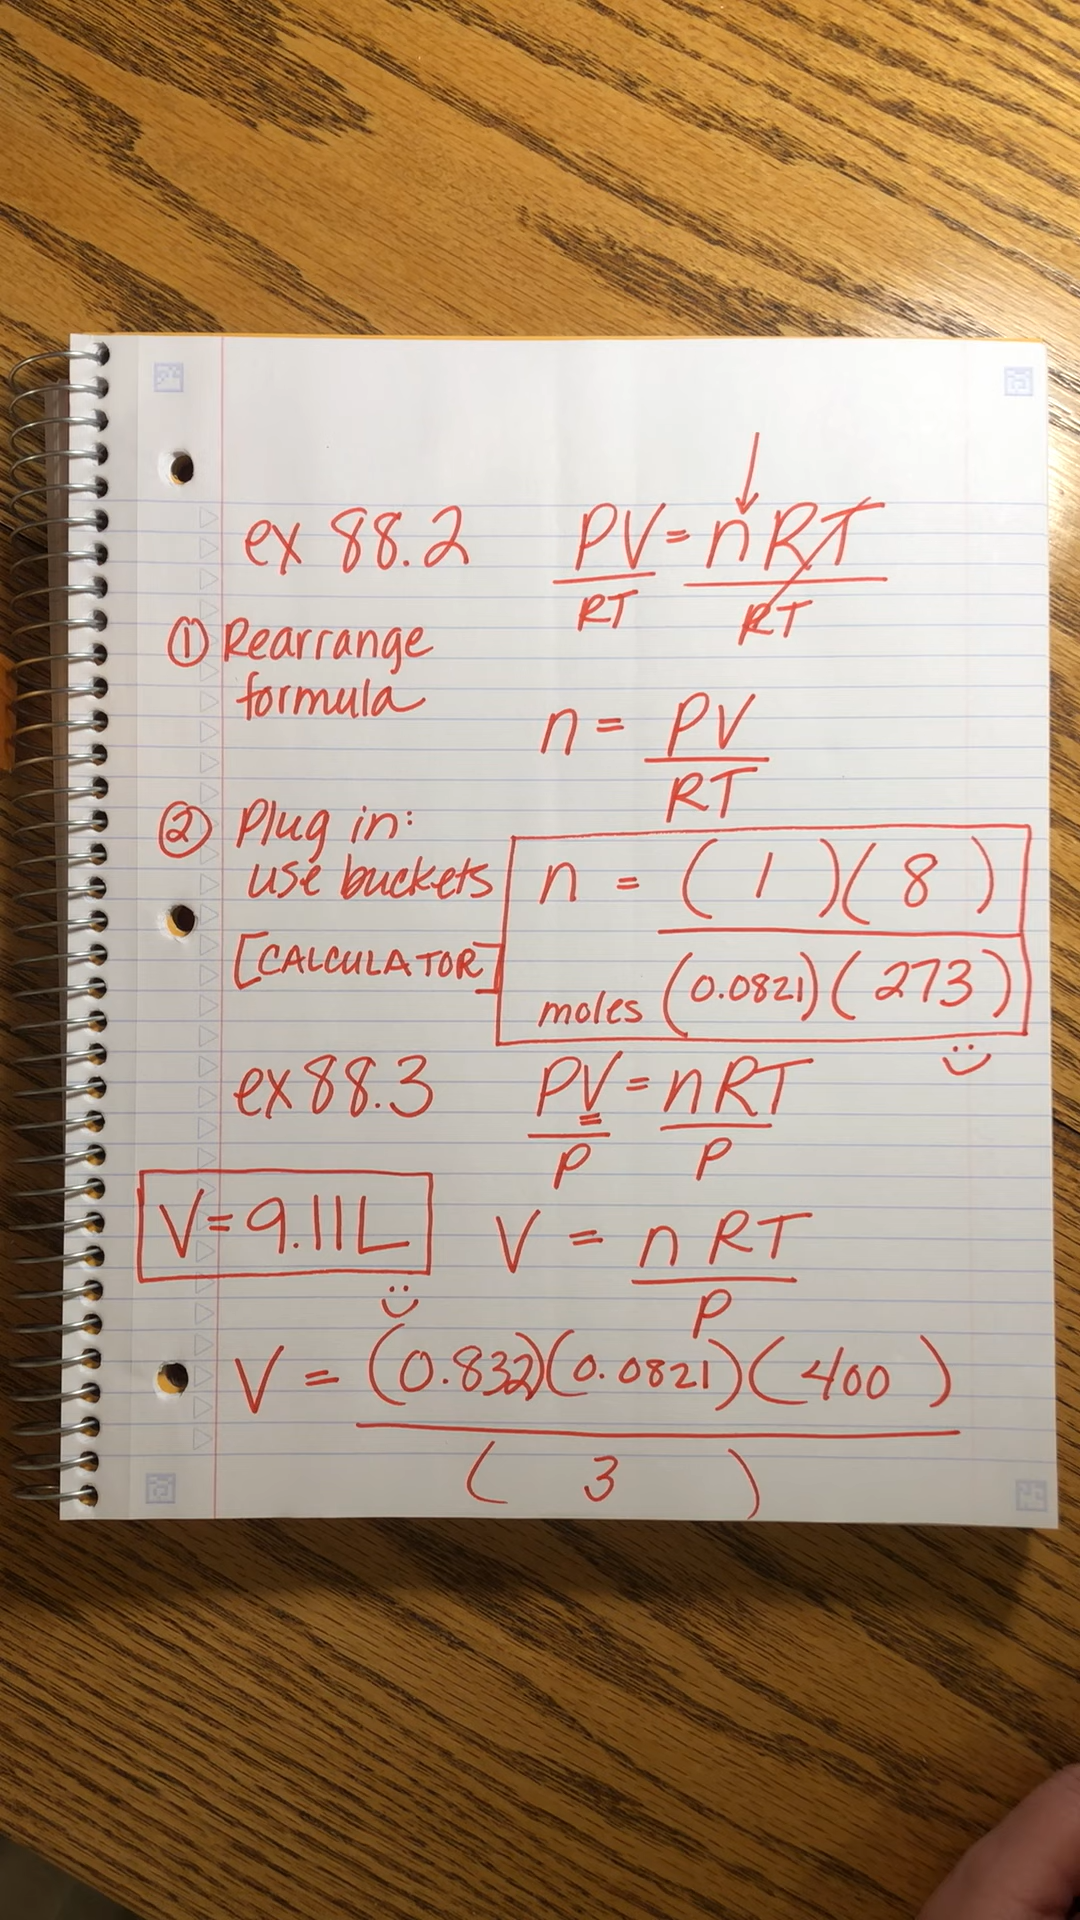 ex 88.2
PV = nRT
RT RT
① Rearrange
formula
n = PV
RT
② Plug in:
use buckets
[CALCULATOR]
n = ( 1 )( 8 )
moles (0.0821)( 273 )
ex 88.3
PV = nRT
P P
V = 9.11L
V = nRT
P
V = (0.832)(0.0821)( 400 )
( 3 )